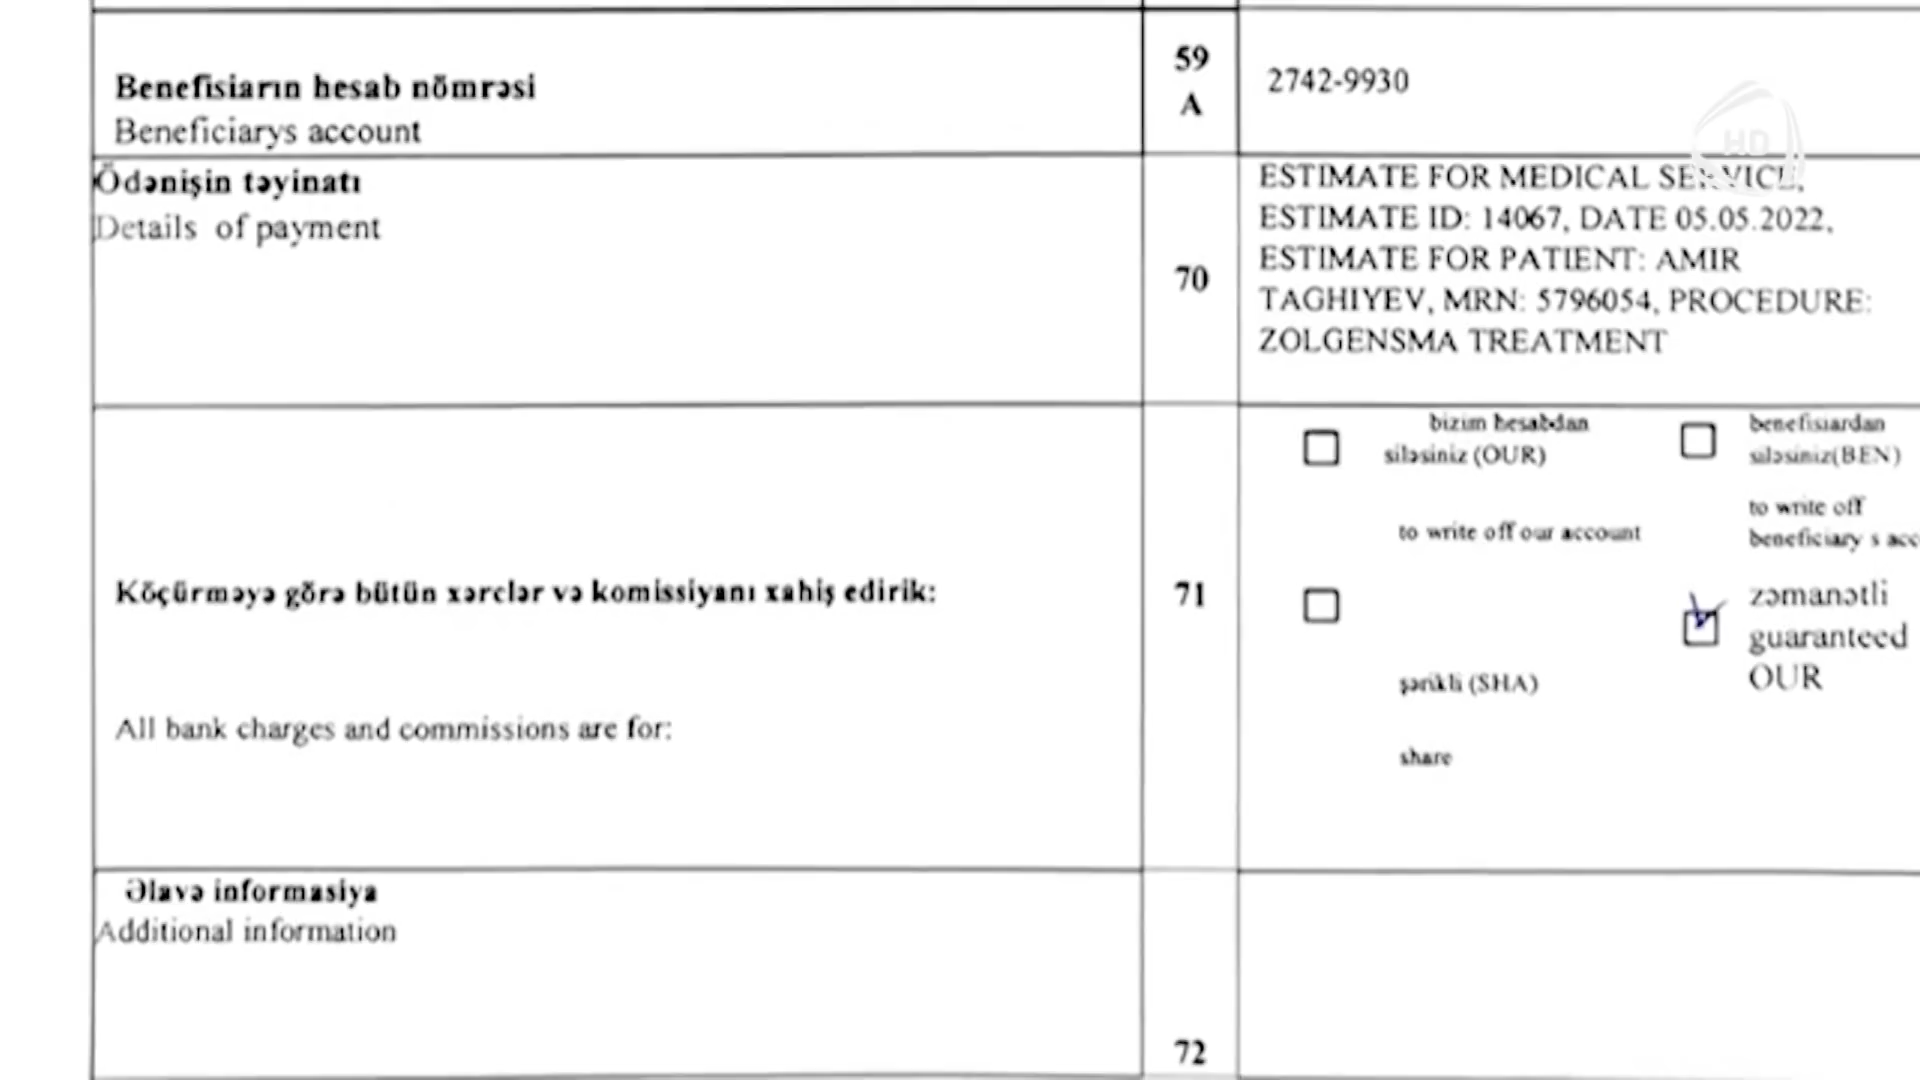 Benefisiarın hesab nömrəsi
Beneficiarys account
59
A
2742-9930
Ödənişin təyinatı
Details of payment
70
ESTIMATE FOR MEDICAL SERVICE,
ESTIMATE ID: 14067, DATE 05.05.2022,
ESTIMATE FOR PATIENT: AMIR
TAGHIYEV, MRN: 5796054, PROCEDURE:
ZOLGENSMA TREATMENT
Köçürməyə görə bütün xərclər və komissiyanı xahiş edirik:
All bank charges and commissions are for:
71
bizim hesabdan
siləsiniz (OUR)
to write off our account
benefisiardan
siləsiniz(BEN)
to write off
beneficiary s acc
şərikli (SHA)
share
zəmanətli
guaranteed
OUR
Əlavə informasiya
Additional information
72
HD